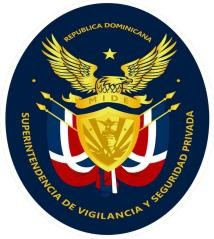 REPUBLICA DOMINICANA
MIDE
SUPERINTENDENCIA DE VIGILANCIA Y SEGURIDAD PRIVADA